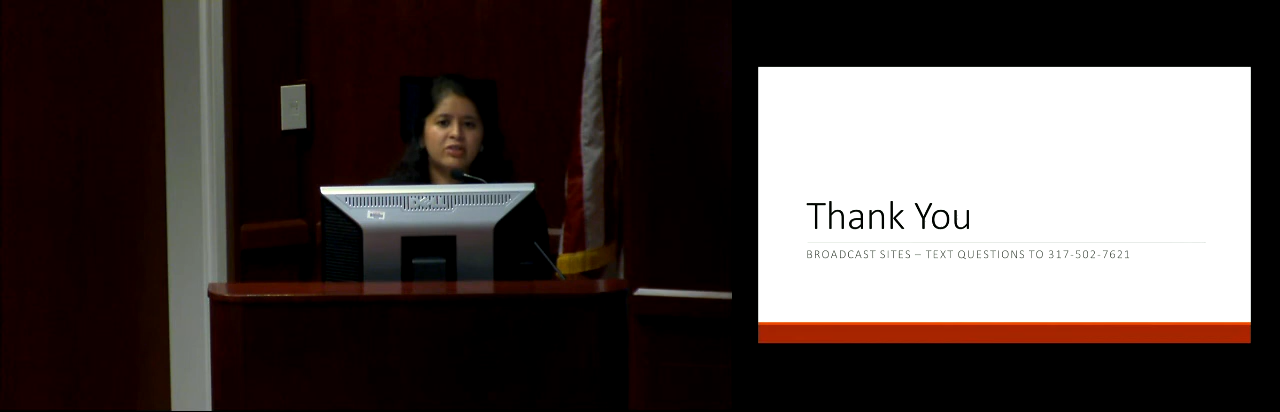 Thank You
BROADCAST SITES – TEXT QUESTIONS TO 317-502-7621